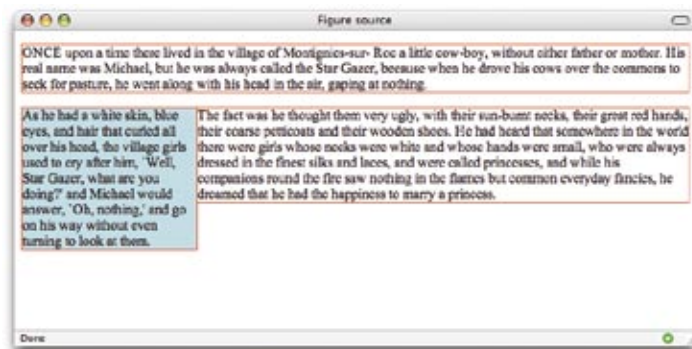 Figure source
ONCE upon a time there lived in the village of Montignies-sur- Roc a little cow-boy, without either father or mother. His
real name was Michael, but he was always called the Star Gazer, because when he drove his cows over the commons to
seek for pasture, he went along with his head in the air, gaping at nothing.
As he had a white skin, blue
eyes, and hair that curled all
over his head, the village girls
used to cry after him, 'Well,
Star Gazer, what are you
doing?' and Michael would
answer, 'Oh, nothing,' and go
on his way without even
turning to look at them.
The fact was he thought them very ugly, with their sun-burnt necks, their great red hands,
their coarse petticoats and their wooden shoes. He had heard that somewhere in the world
there were girls whose necks were white and whose hands were small, who were always
dressed in the finest silks and laces, and were called princesses, and while his
companions round the fire saw nothing in the flames but common everyday fancies, he
dreamed that he had the happiness to marry a princess.
Done